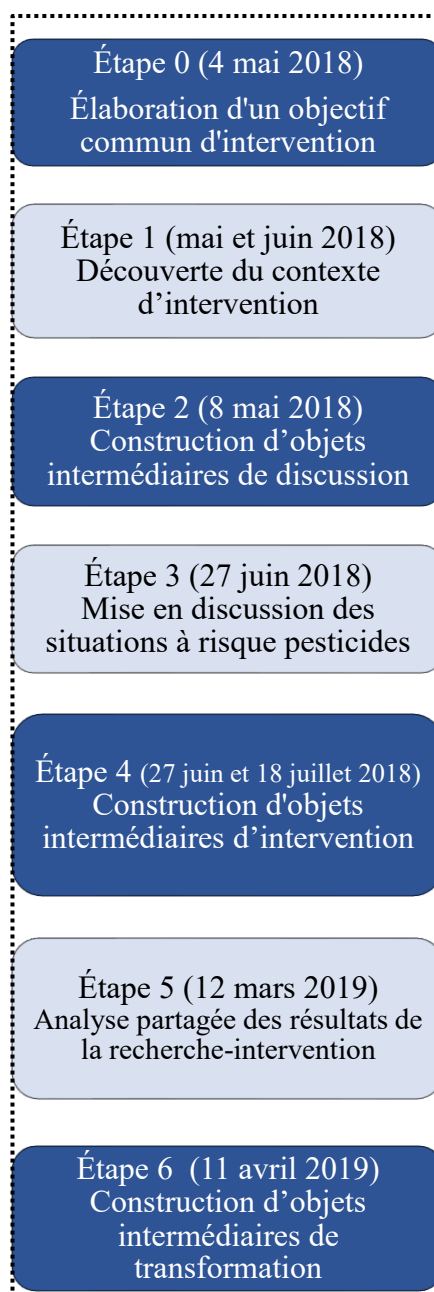 Étape 0 (4 mai 2018)
Élaboration d'un objectif
commun d'intervention
Étape 1 (mai et juin 2018)
Découverte du contexte
d’intervention
Étape 2 (8 mai 2018)
Construction d’objets
intermédiaires de discussion
Étape 3 (27 juin 2018)
Mise en discussion des
situations à risque pesticides
Étape 4 (27 juin et 18 juillet 2018)
Construction d'objets
intermédiaires d’intervention
Étape 5 (12 mars 2019)
Analyse partagée des résultats de
la recherche-intervention
Étape 6 (11 avril 2019)
Construction d’objets
intermédiaires de
transformation